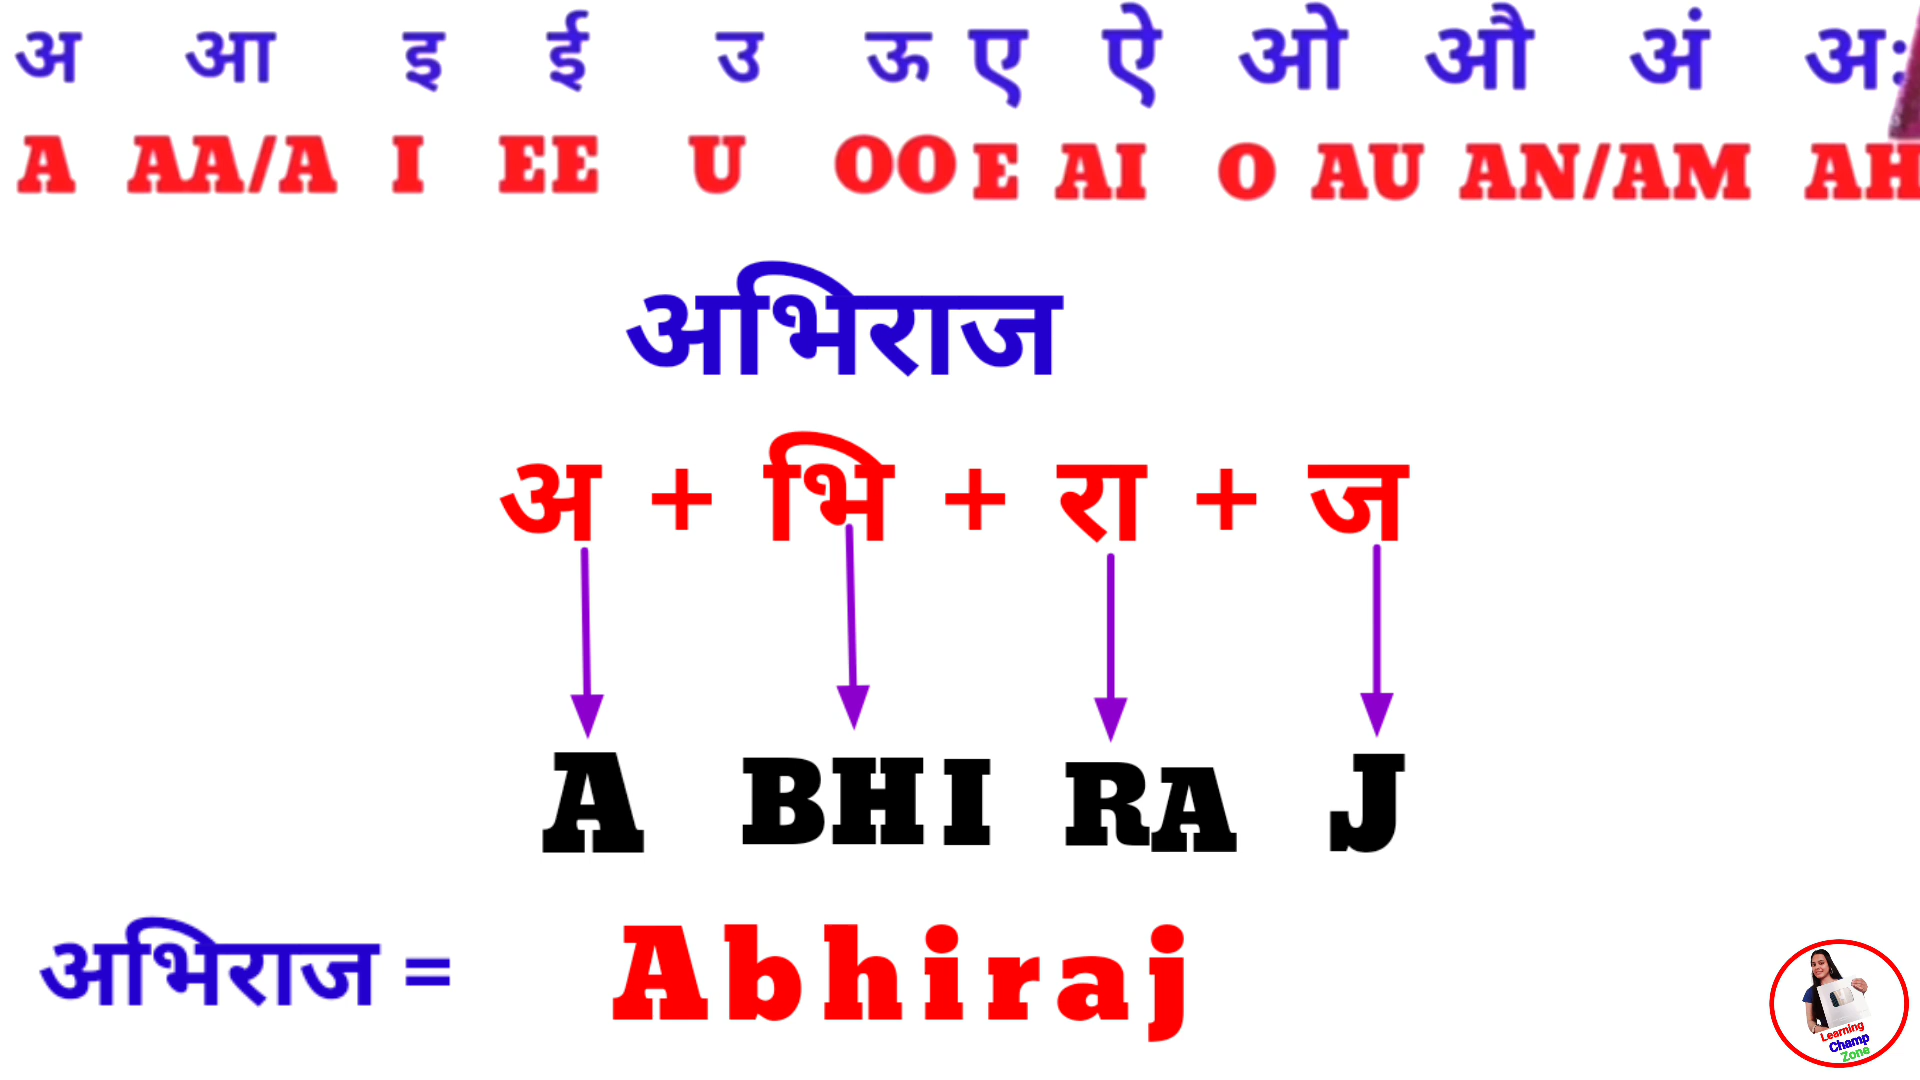 अ आ इ ई उ ऊ ए ऐ ओ औ अं अः
A AA/A I EE U OO E AI O AU AN/AM AH
अभिराज
अ + भि + रा + ज
A BHI RA J
अभिराज = Abhiraj
Learning
Champ
Zone